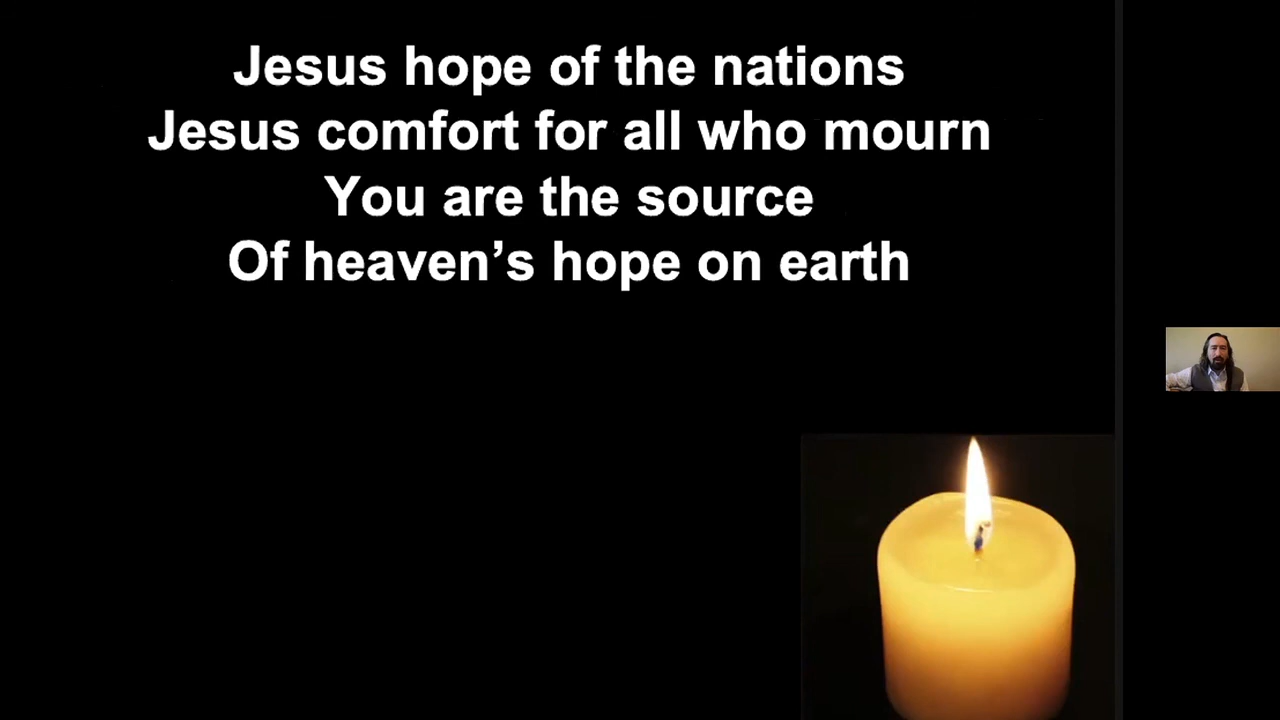 Jesus hope of the nations
Jesus comfort for all who mourn
You are the source
Of heaven’s hope on earth